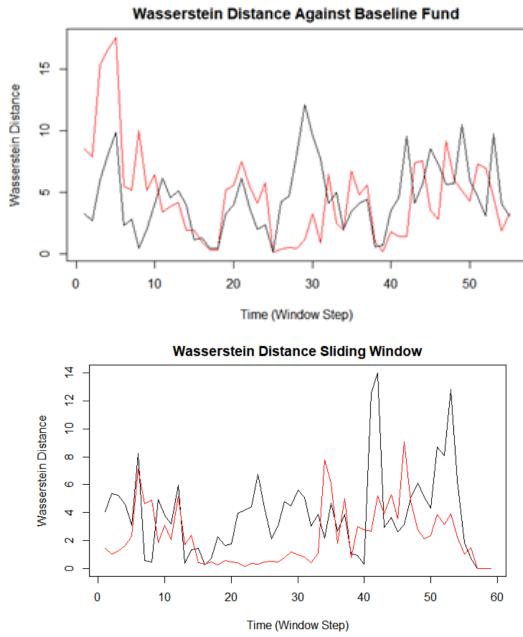 Wasserstein Distance Against Baseline Fund
Wasserstein Distance
15
10
5
0
0 10 20 30 40 50
Time (Window Step)
Wasserstein Distance Sliding Window
Wasserstein Distance
14
12
10
8
6
4
2
0
0 10 20 30 40 50 60
Time (Window Step)